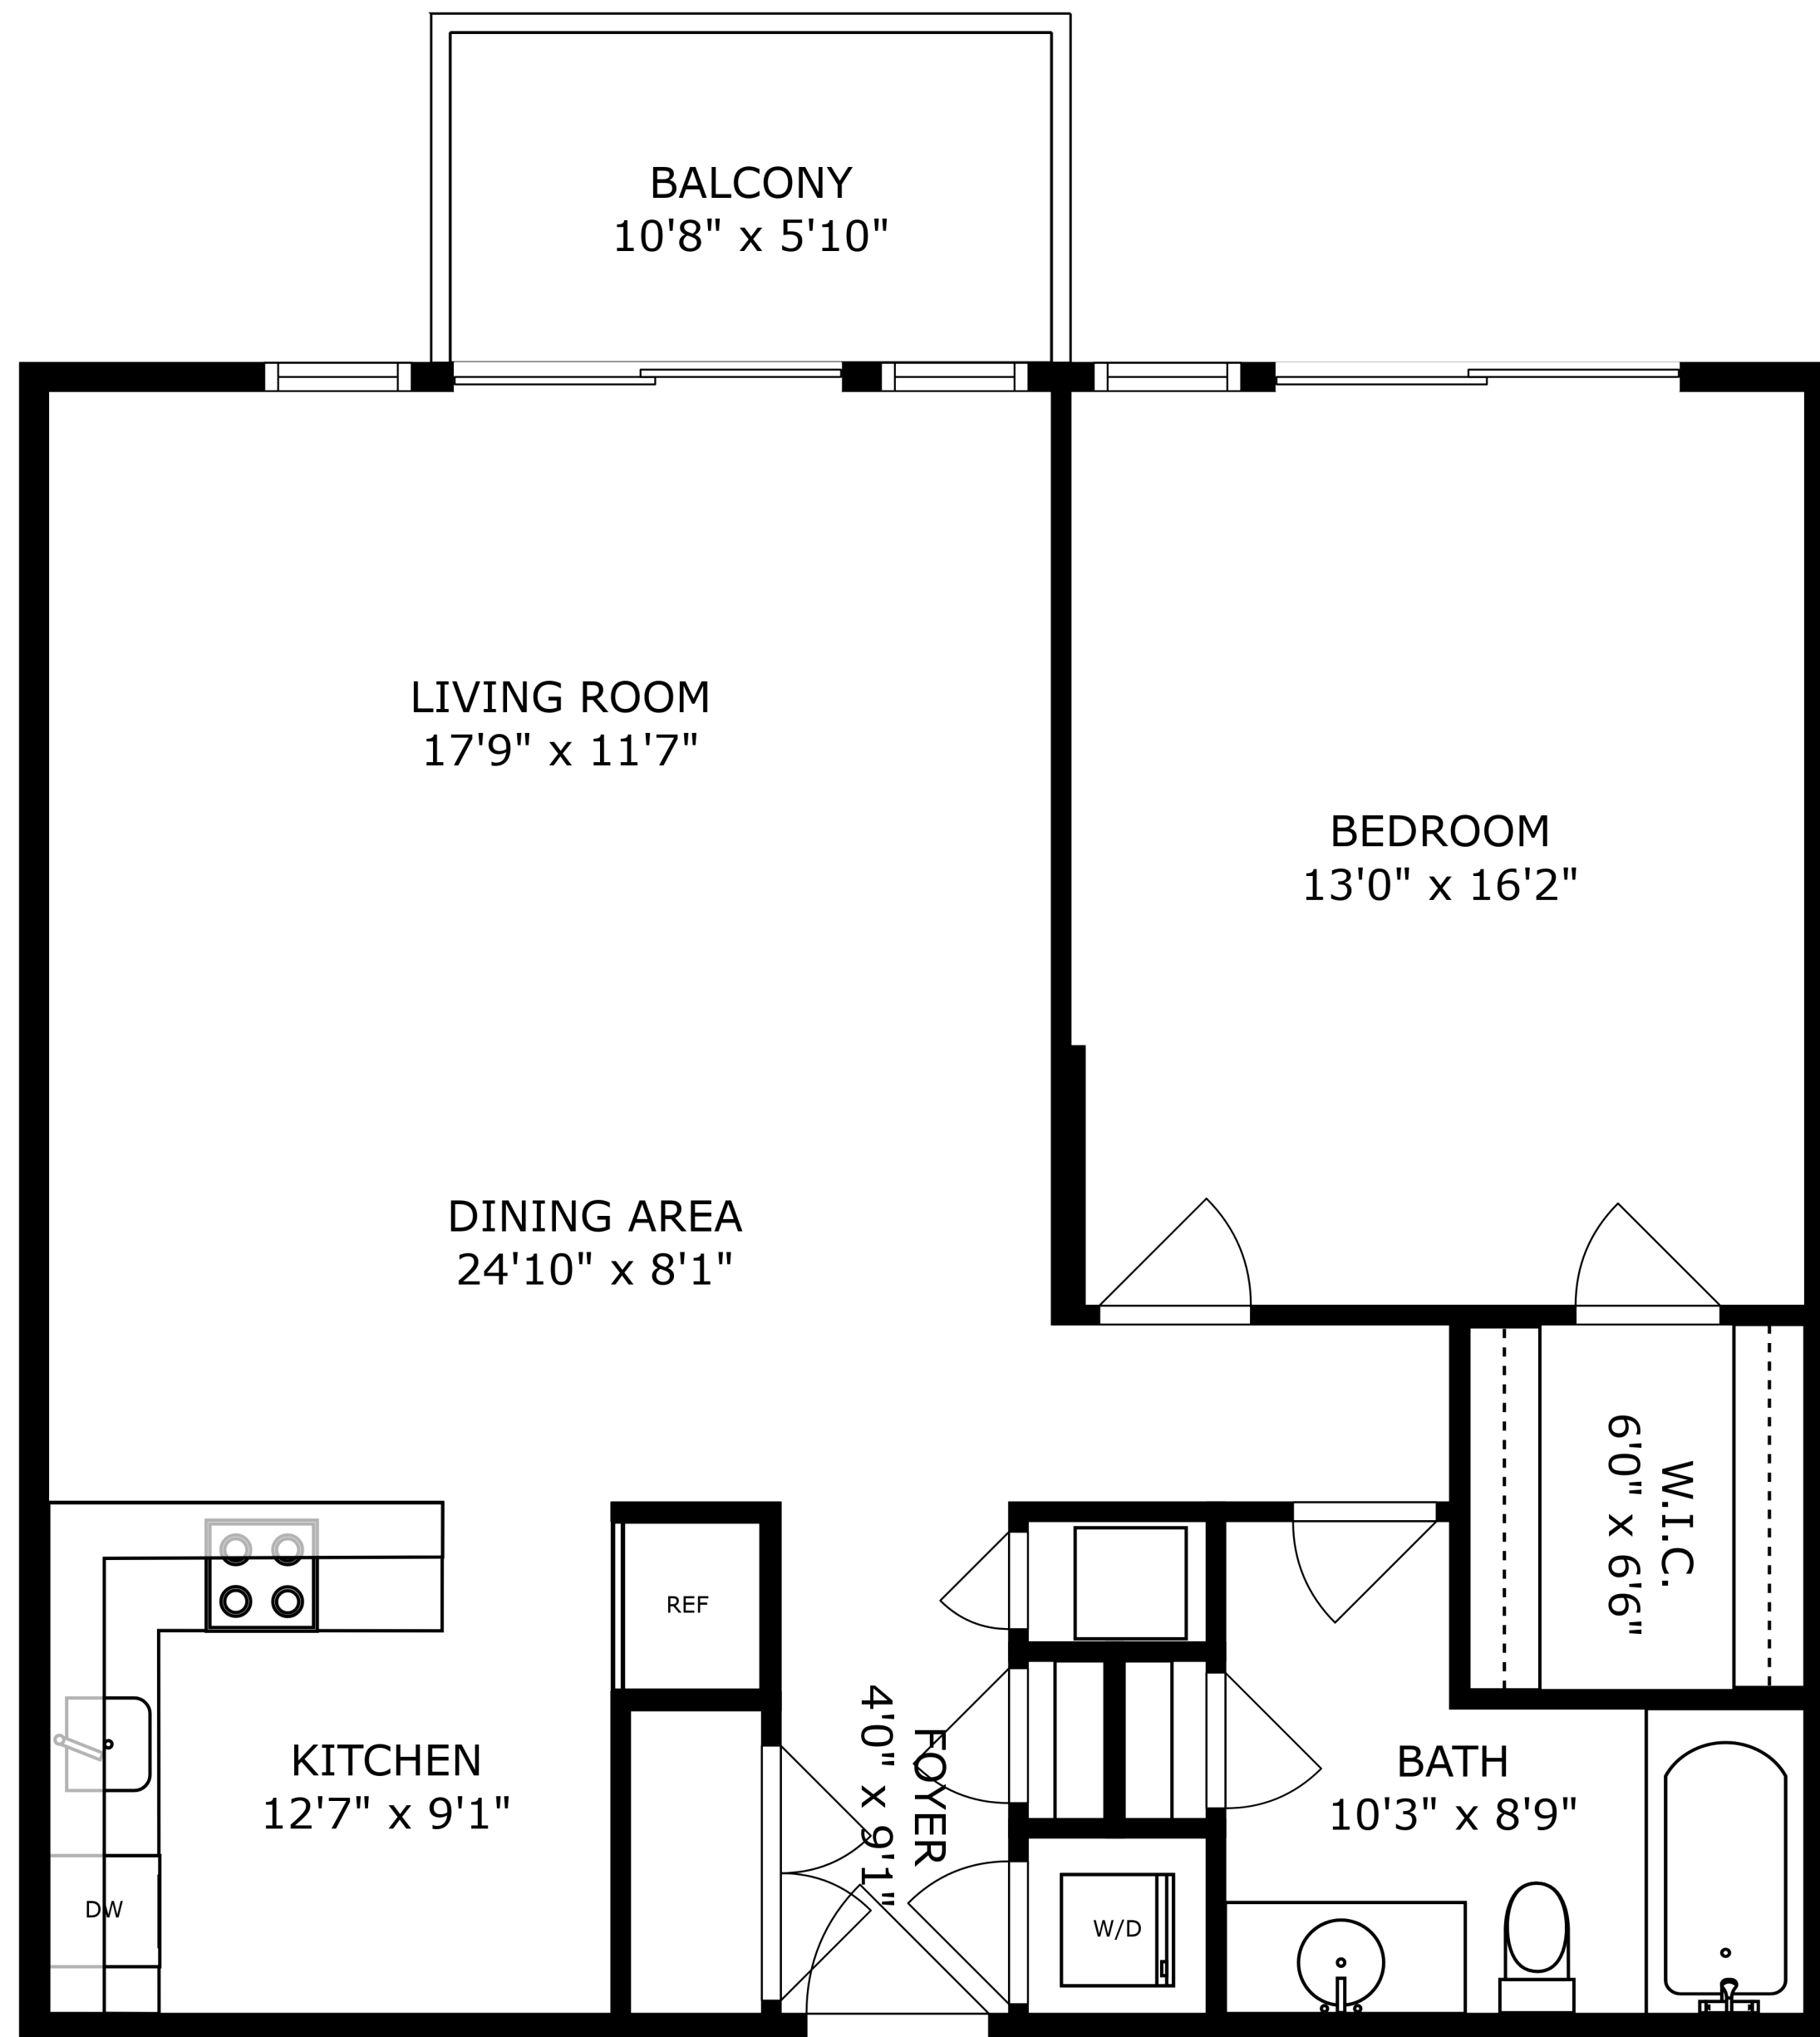 BALCONY
10'8" x 5'10"
LIVING ROOM
17'9" x 11'7"
BEDROOM
13'0" x 16'2"
DINING AREA
24'10" x 8'1"
W.I.C.
6'0" x 6'6"
REF
KITCHEN
12'7" x 9'1"
FOYER
4'0" x 9'1"
BATH
10'3" x 8'9"
DW
W/D